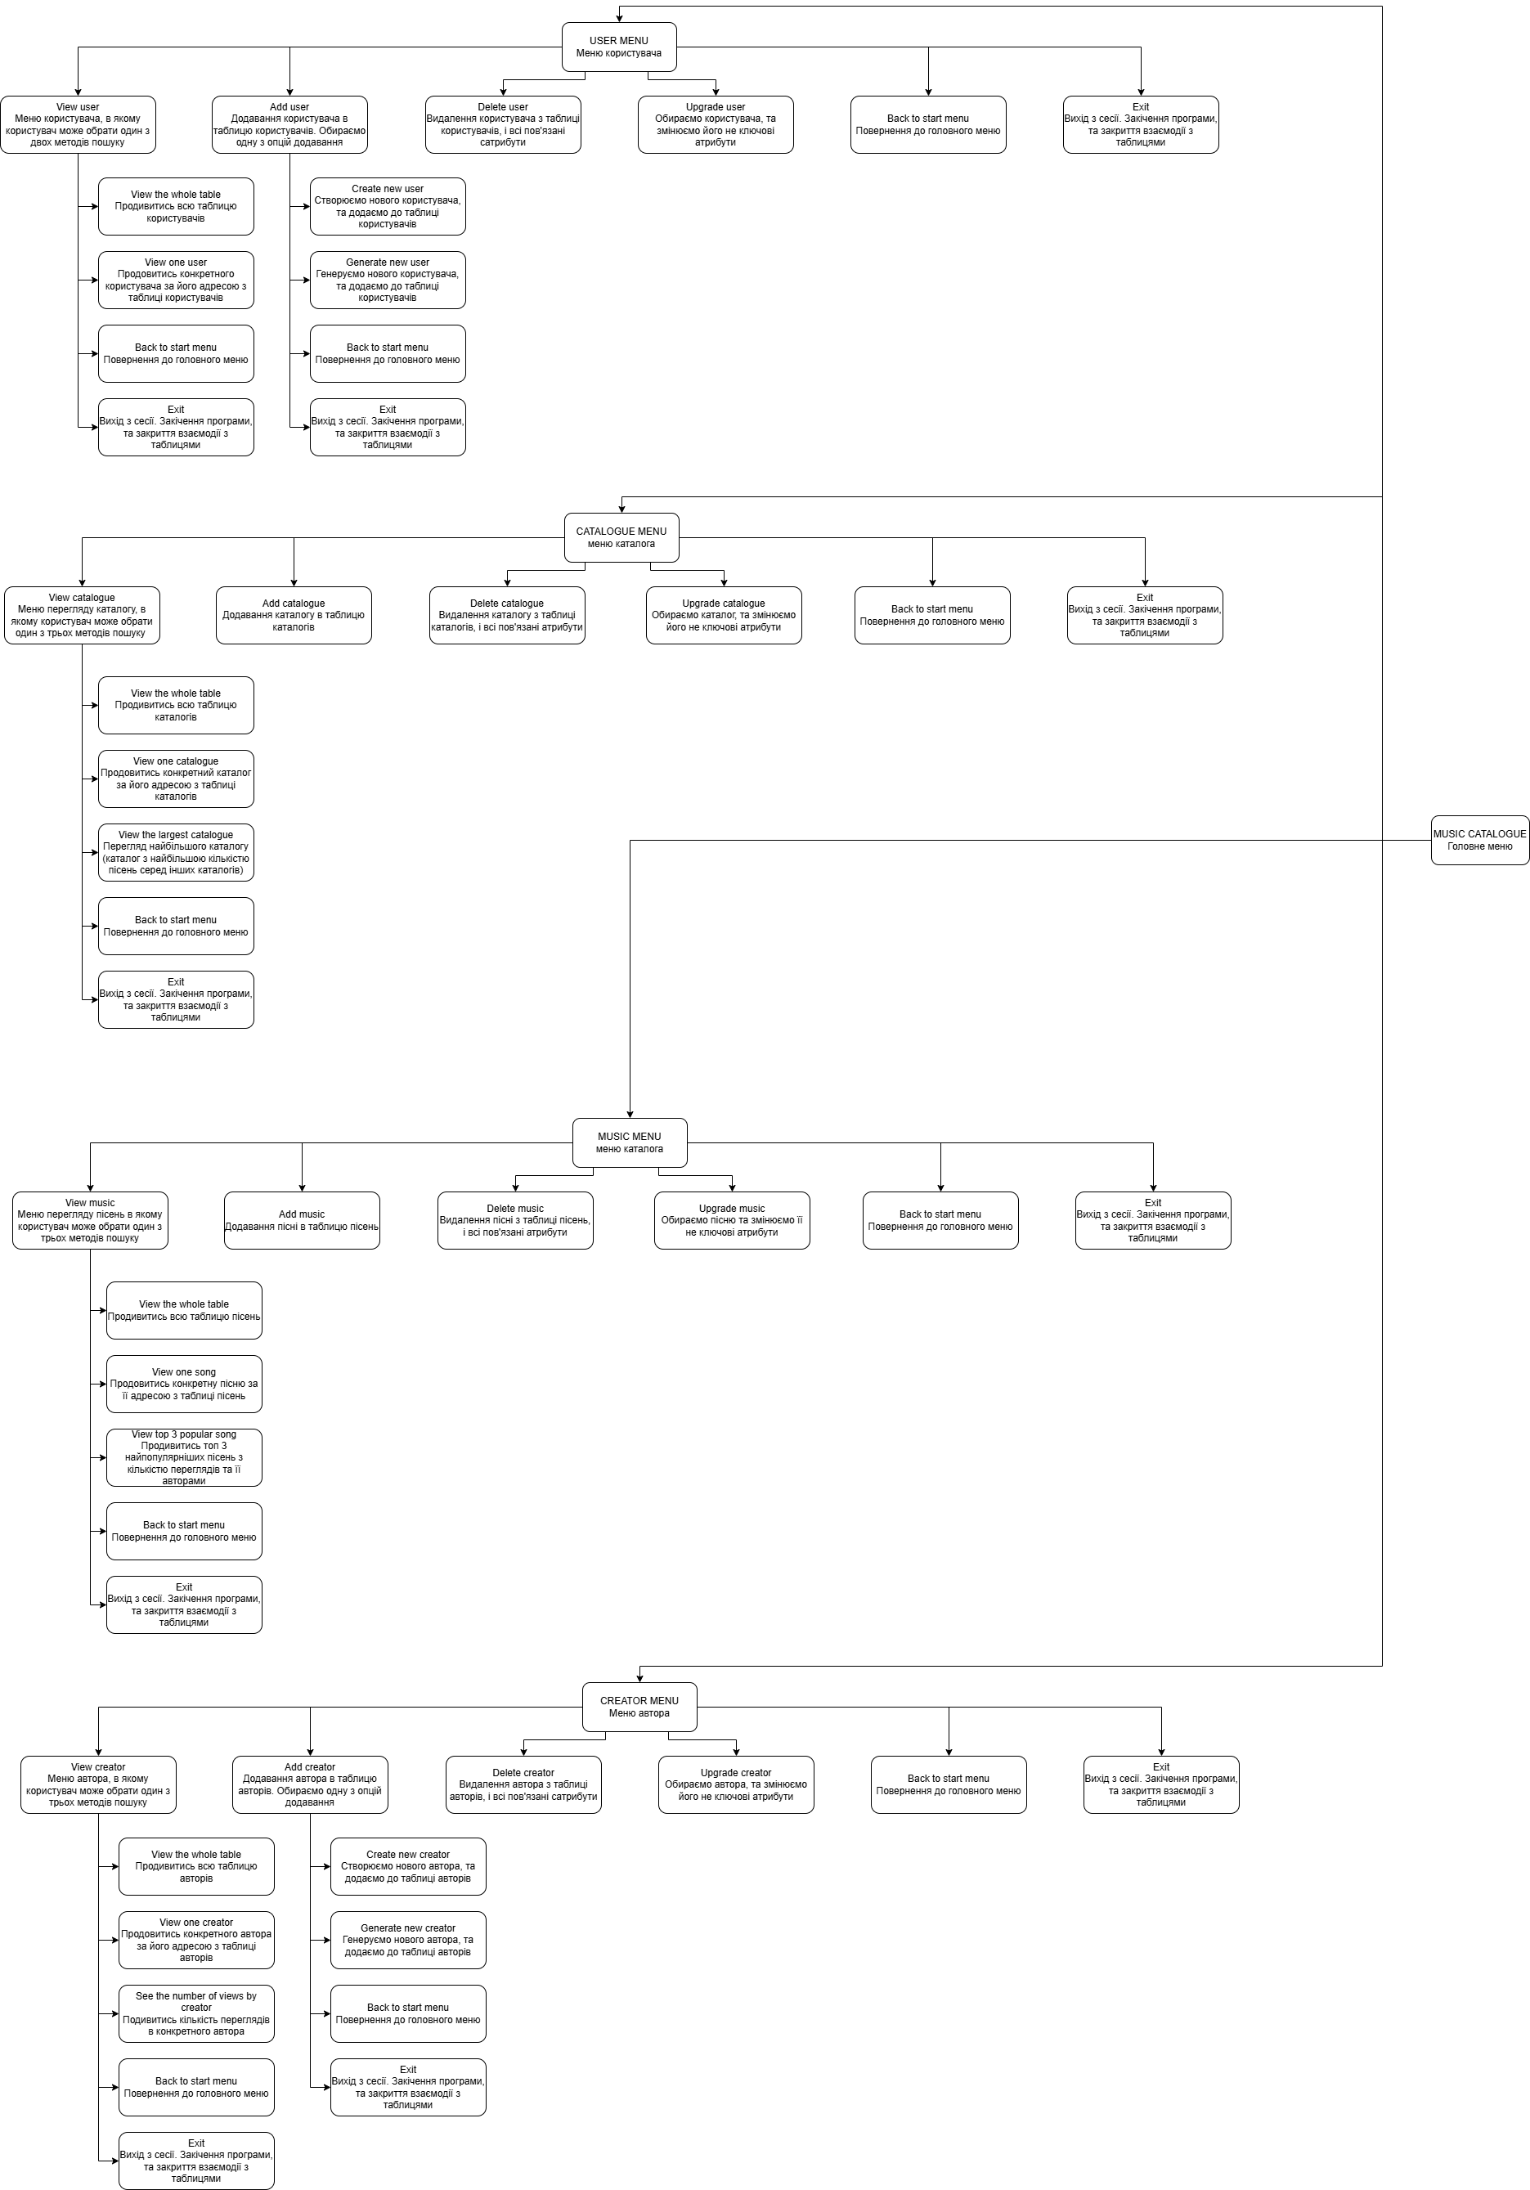 USER MENU
Меню користувача
View user
Меню користувача, в якому
користувач може обрати один з
двох методів пошуку
Add user
Додавання користувача в
таблицю користувачів. Обираємо
одну з опцій додавання
Delete user
Видалення користувача з таблиці
користувачів, і всі пов'язані
сатрибути
Upgrade user
Обираємо користувача, та
змінюємо його не ключові
атрибути
Back to start menu
Повернення до головного меню
Exit
Вихід з сесії. Закічення програми,
та закриття взаємодії з
таблицями
View the whole table
Продивитись всю таблицю
користувачів
View one user
Продовитись конкретного
користувача за його адресою з
таблиці користувачів
Back to start menu
Повернення до головного меню
Exit
Вихід з сесії. Закічення програми,
та закриття взаємодії з
таблицями
Create new user
Створюємо нового користувача,
та додаємо до таблиці
користувачів
Generate new user
Генеруємо нового користувача,
та додаємо до таблиці
користувачів
Back to start menu
Повернення до головного меню
Exit
Вихід з сесії. Закічення програми,
та закриття взаємодії з
таблицями
CATALOGUE MENU
меню каталога
View catalogue
Меню перегляду каталогу, в
якому користувач може обрати
один з трьох методів пошуку
Add catalogue
Додавання каталогу в таблицю
каталогів
Delete catalogue
Видалення каталогу з таблиці
каталогів, і всі пов'язані атрибути
Upgrade catalogue
Обираємо каталог, та змінюємо
його не ключові атрибути
Back to start menu
Повернення до головного меню
Exit
Вихід з сесії. Закічення програми,
та закриття взаємодії з
таблицями
View the whole table
Продивитись всю таблицю
каталогів
View one catalogue
Продовитись конкретний каталог
за його адресою з таблиці
каталогів
View the largest catalogue
Перегляд найбільшого каталогу
(каталог з найбільшою кількістю
пісень серед інших каталогів)
Back to start menu
Повернення до головного меню
Exit
Вихід з сесії. Закічення програми,
та закриття взаємодії з
таблицями
MUSIC CATALOGUE
Головне меню
MUSIC MENU
меню каталога
View music
Меню перегляду пісень в якому
користувач може обрати один з
трьох методів пошуку
Add music
Додавання пісні в таблицю пісень
Delete music
Видалення пісні з таблиці пісень,
і всі пов'язані атрибути
Upgrade music
Обираємо пісню та змінюємо її
не ключові атрибути
Back to start menu
Повернення до головного меню
Exit
Вихід з сесії. Закічення програми,
та закриття взаємодії з
таблицями
View the whole table
Продивитись всю таблицю пісень
View one song
Продовитись конкретну пісню за
її адресою з таблиці пісень
View top 3 popular song
Продивитись топ 3
найпопулярніших пісень з
кількістю переглядів та її
авторами
Back to start menu
Повернення до головного меню
Exit
Вихід з сесії. Закічення програми,
та закриття взаємодії з
таблицями
CREATOR MENU
Меню автора
View creator
Меню автора, в якому
користувач може обрати один з
трьох методів пошуку
Add creator
Додавання автора в таблицю
авторів. Обираємо одну з опцій
додавання
Delete creator
Видалення автора з таблиці
авторів, і всі пов'язані сатрибути
Upgrade creator
Обираємо автора, та змінюємо
його не ключові атрибути
Back to start menu
Повернення до головного меню
Exit
Вихід з сесії. Закічення програми,
та закриття взаємодії з
таблицями
View the whole table
Продивитись всю таблицю
авторів
View one creator
Продовитись конкретного автора
за його адресою з таблиці
авторів
See the number of views by
creator
Подивитись кількість переглядів
в конкретного автора
Back to start menu
Повернення до головного меню
Exit
Вихід з сесії. Закічення програми,
та закриття взаємодії з
таблицями
Create new creator
Створюємо нового автора, та
додаємо до таблиці авторів
Generate new creator
Генеруємо нового автора, та
додаємо до таблиці авторів
Back to start menu
Повернення до головного меню
Exit
Вихід з сесії. Закічення програми,
та закриття взаємодії з
таблицями